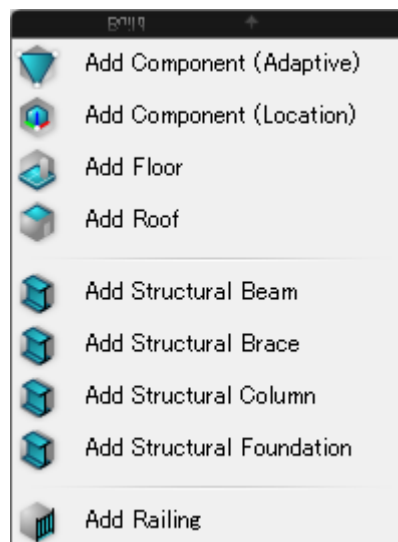 Build
Add Component (Adaptive)
Add Component (Location)
Add Floor
Add Roof
Add Structural Beam
Add Structural Brace
Add Structural Column
Add Structural Foundation
Add Railing